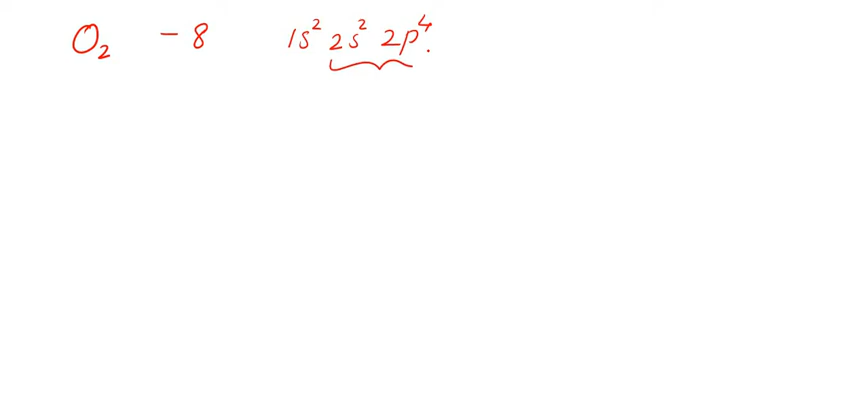 O₂ – 8 1s² 2s² 2p⁴.